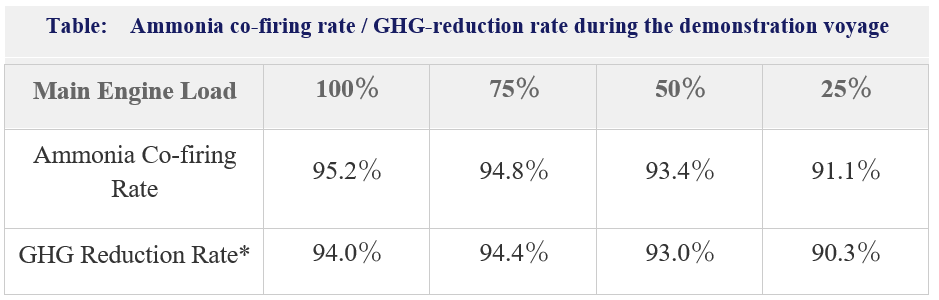 Table: Ammonia co-firing rate / GHG-reduction rate during the demonstration voyage
Main Engine Load 100% 75% 50% 25%
Ammonia Co-firing
Rate 95.2% 94.8% 93.4% 91.1%
GHG Reduction Rate* 94.0% 94.4% 93.0% 90.3%